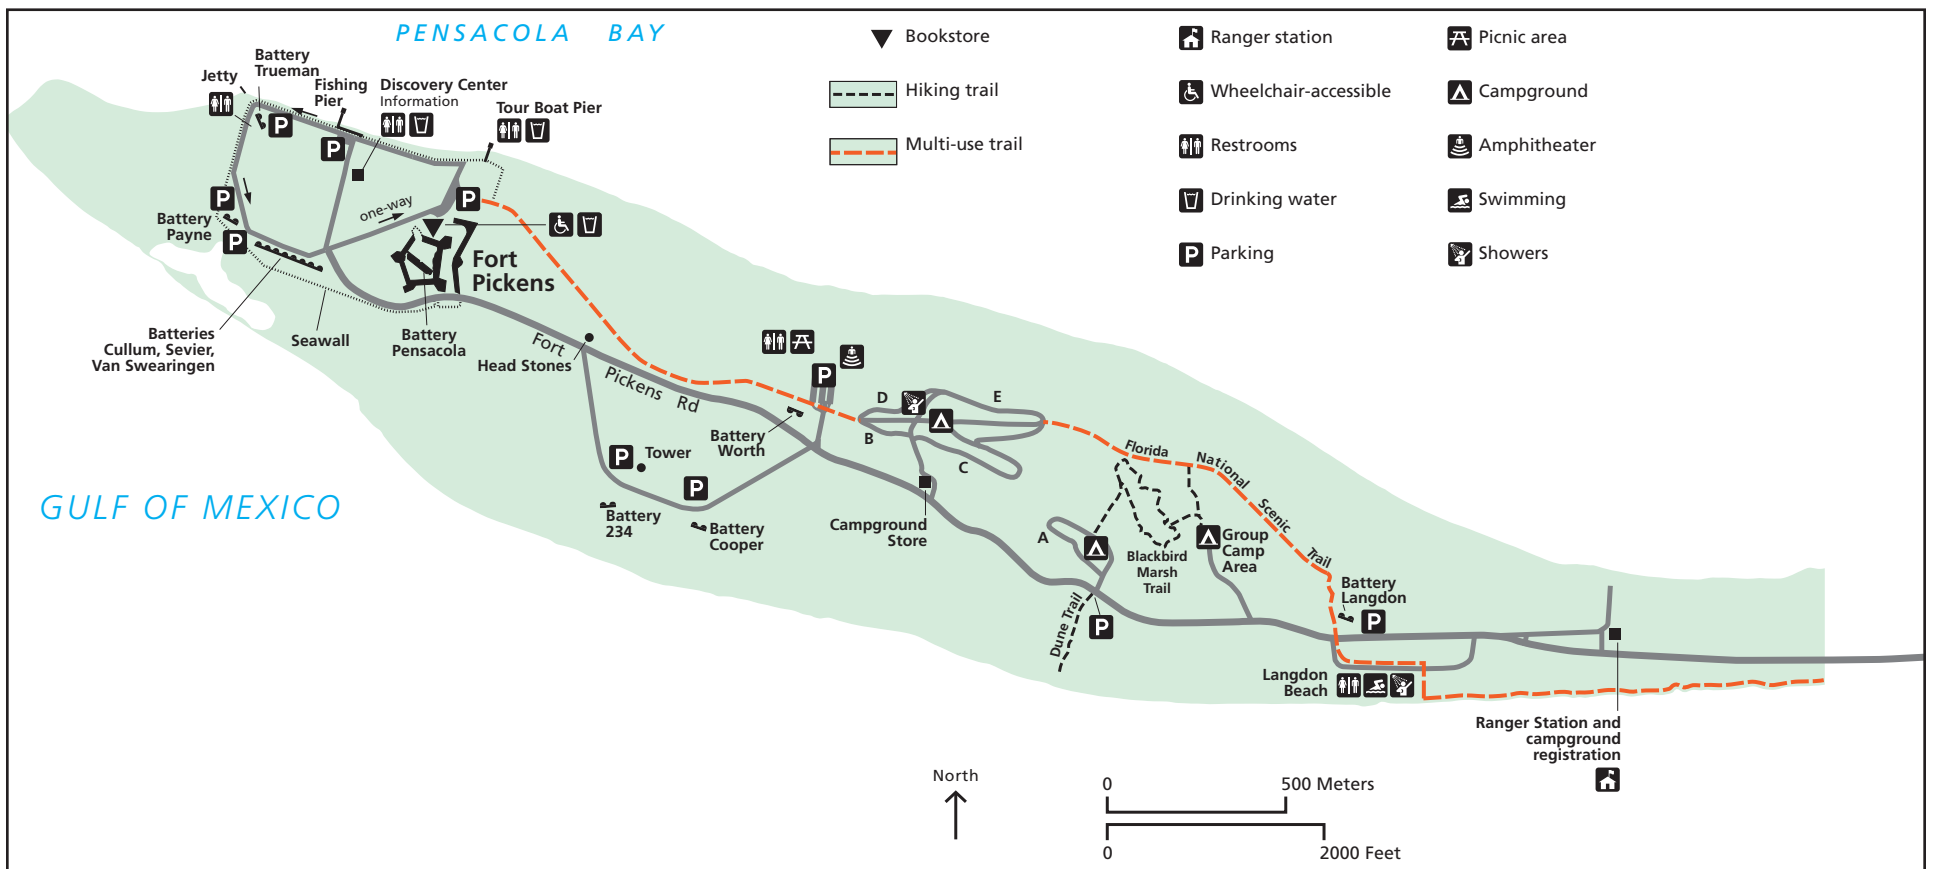 PENSACOLA BAY
Bookstore
Hiking trail
Multi-use trail
Ranger station
Wheelchair-accessible
Restrooms
Drinking water
P
Parking
Picnic area
Campground
Amphitheater
Swimming
Showers
Jetty
Battery
Trueman
Fishing
Pier
Discovery Center
Information
Tour Boat Pier
P
P
P
P
P
one-way
Battery
Payne
Fort
Pickens
Batteries
Cullum, Sevier,
Van Swearingen
Seawall
Battery
Pensacola
Head Stones
Fort
Pickens Rd
P
Battery
Worth
P
Tower
P
Battery
234
Battery
Cooper
D
E
B
C
A
Campground
Store
Florida
National
Scenic
Trail
Blackbird
Marsh
Trail
Group
Camp
Area
Dune Trail
P
Battery
Langdon
P
Langdon
Beach
Ranger Station and
campground
registration
GULF OF MEXICO
North
0 500 Meters
0 2000 Feet